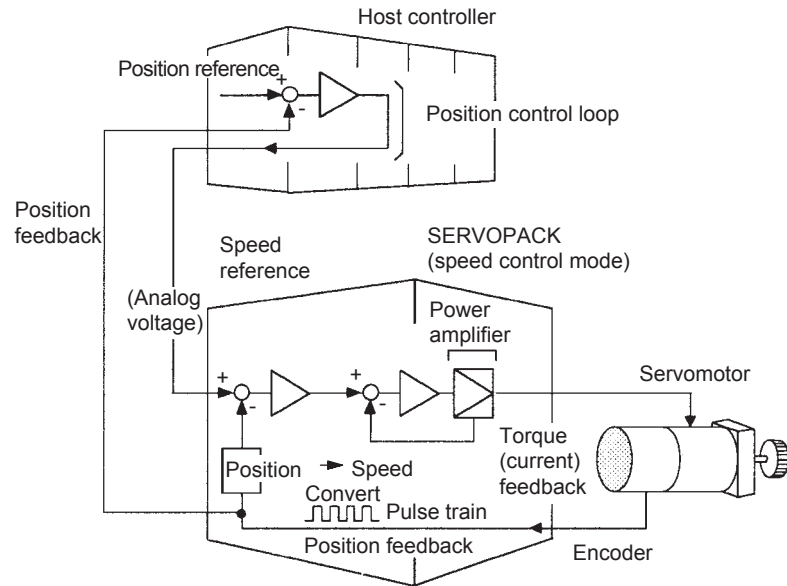 Host controller
Position reference
+
-
Position control loop
Position
feedback
Speed
reference
SERVOPACK
(speed control mode)
(Analog
voltage)
Power
amplifier
+
-
+
-
Servomotor
Torque
(current)
feedback
Position
Speed
Convert
Pulse train
Position feedback
Encoder